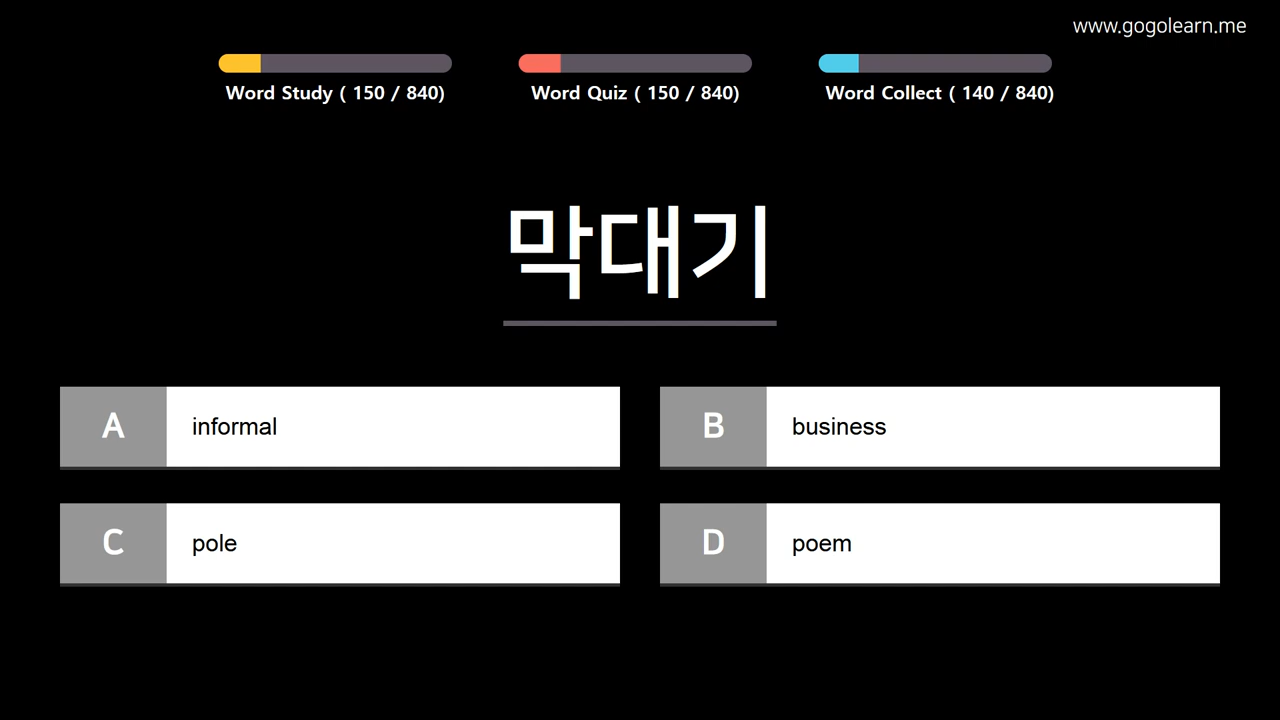 www.gogolearn.me
Word Study ( 150 / 840)
Word Quiz ( 150 / 840)
Word Collect ( 140 / 840)
막대기
A informal
B business
C pole
D poem